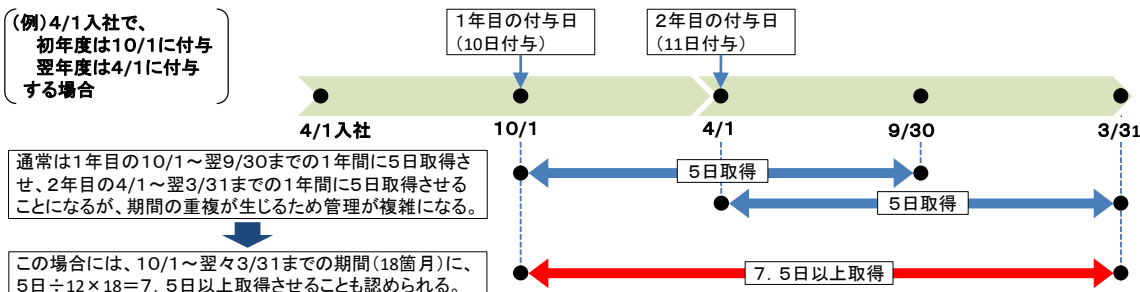 (例)4/1入社で、
初年度は10/1に付与
翌年度は4/1に付与
する場合
1年目の付与日
(10日付与)
2年目の付与日
(11日付与)
4/1入社
10/1
4/1
9/30
3/31
通常は1年目の10/1～翌9/30までの1年間に5日取得さ
せ、2年目の4/1～翌3/31までの1年間に5日取得させる
ことになるが、期間の重複が生じるため管理が複雑になる。
5日取得
5日取得
この場合には、10/1～翌々3/31までの期間(18箇月)に、
5日÷12×18＝7．5日以上取得させることも認められる。
7．5日以上取得